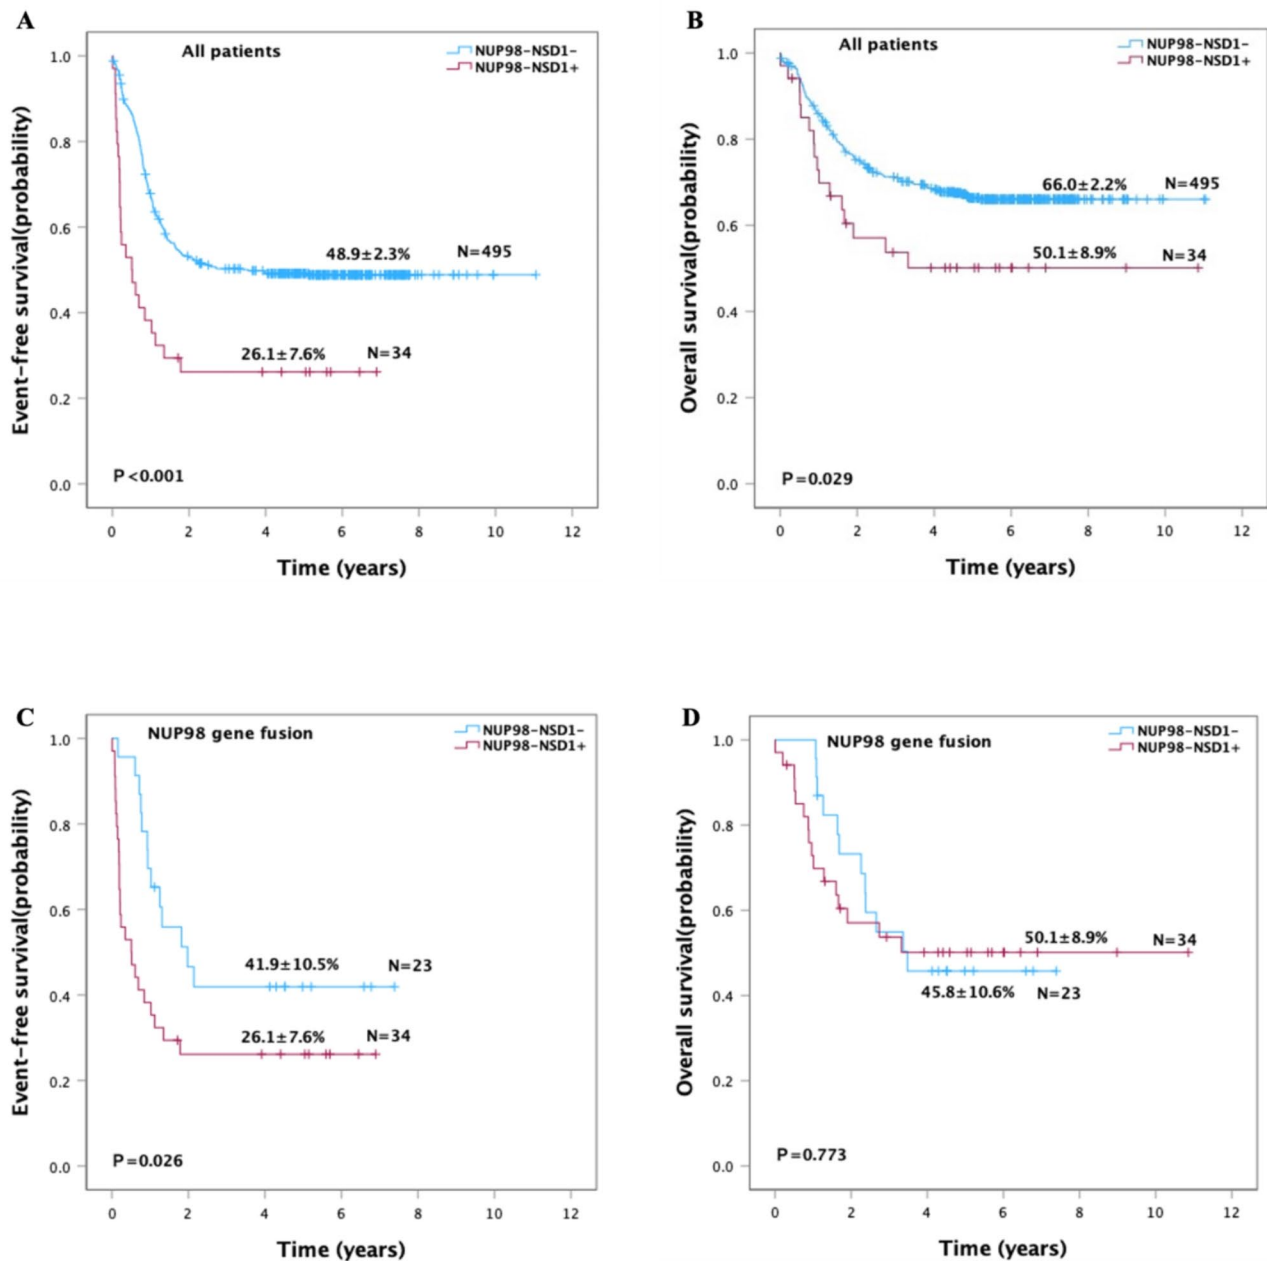 A
All patients
NUP98-NSD1-
NUP98-NSD1+
Event-free survival(probability)
1.0
0.8
0.6
0.4
0.2
0.0
48.9±2.3%
N=495
26.1±7.6%
N=34
P<0.001
0 2 4 6 8 10 12
Time (years)
B
All patients
NUP98-NSD1-
NUP98-NSD1+
Overall survival(probability)
1.0
0.8
0.6
0.4
0.2
0.0
66.0±2.2%
N=495
50.1±8.9%
N=34
P=0.029
0 2 4 6 8 10 12
Time (years)
C
NUP98 gene fusion
NUP98-NSD1-
NUP98-NSD1+
Event-free survival(probability)
1.0
0.8
0.6
0.4
0.2
0.0
41.9±10.5%
N=23
26.1±7.6%
N=34
P=0.026
0 2 4 6 8 10 12
Time (years)
D
NUP98 gene fusion
NUP98-NSD1-
NUP98-NSD1+
Overall survival(probability)
1.0
0.8
0.6
0.4
0.2
0.0
50.1±8.9%
N=34
45.8±10.6%
N=23
P=0.773
0 2 4 6 8 10 12
Time (years)